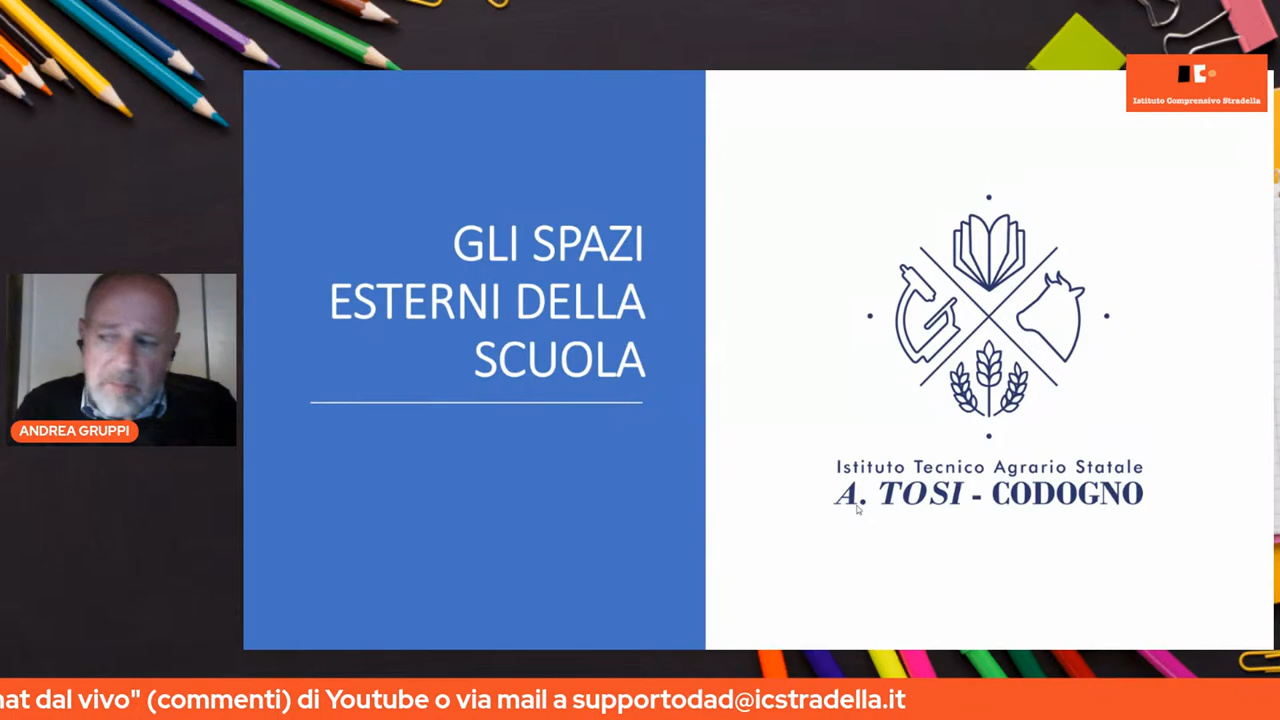 Istituto Comprensivo Stradella
GLI SPAZI
ESTERNI DELLA
SCUOLA
Istituto Tecnico Agrario Statale
A. TOSI - CODOGNO
ANDREA GRUPPI
dal vivo" (commenti) di Youtube o via mail a supportodad@icstradella.it